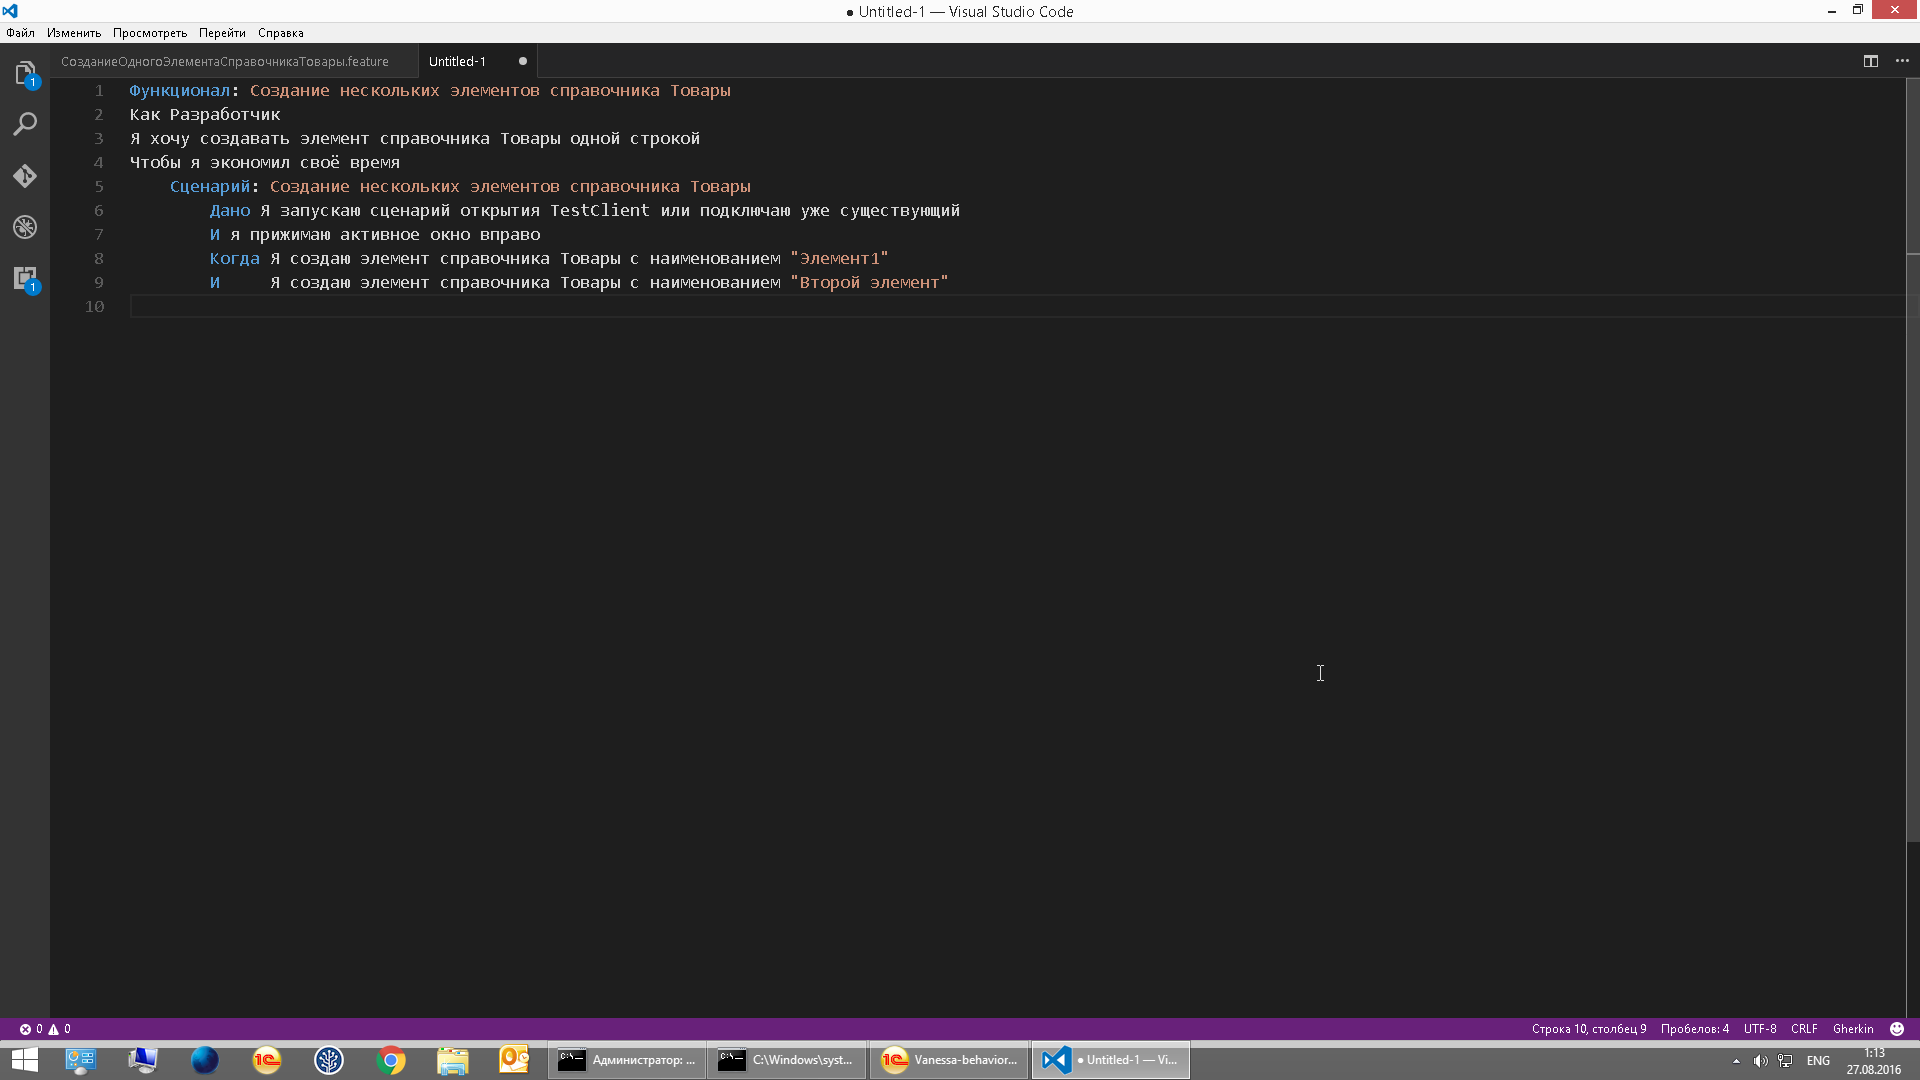 ● Untitled-1 — Visual Studio Code
Файл Изменить Просмотреть Перейти Справка
СозданиеОдногоЭлементаСправочникаТовары.feature Untitled-1
1 Функционал: Создание нескольких элементов справочника Товары
2 Как Разработчик
3 Я хочу создавать элемент справочника Товары одной строкой
4 Чтобы я экономил своё время
5 Сценарий: Создание нескольких элементов справочника Товары
6 Дано Я запускаю сценарий открытия TestClient или подключаю уже существующий
7 И я прижимаю активное окно вправо
8 Когда Я создаю элемент справочника Товары с наименованием "Элемент1"
9 И Я создаю элемент справочника Товары с наименованием "Второй элемент"
10
1
1
0 0 Строка 10, столбец 9 Пробелов: 4 UTF-8 CRLF Gherkin
Администратор: ... C:\Windows\syst... Vanessa-behavior... ● Untitled-1 — Vi... ENG 1:13
27.08.2016